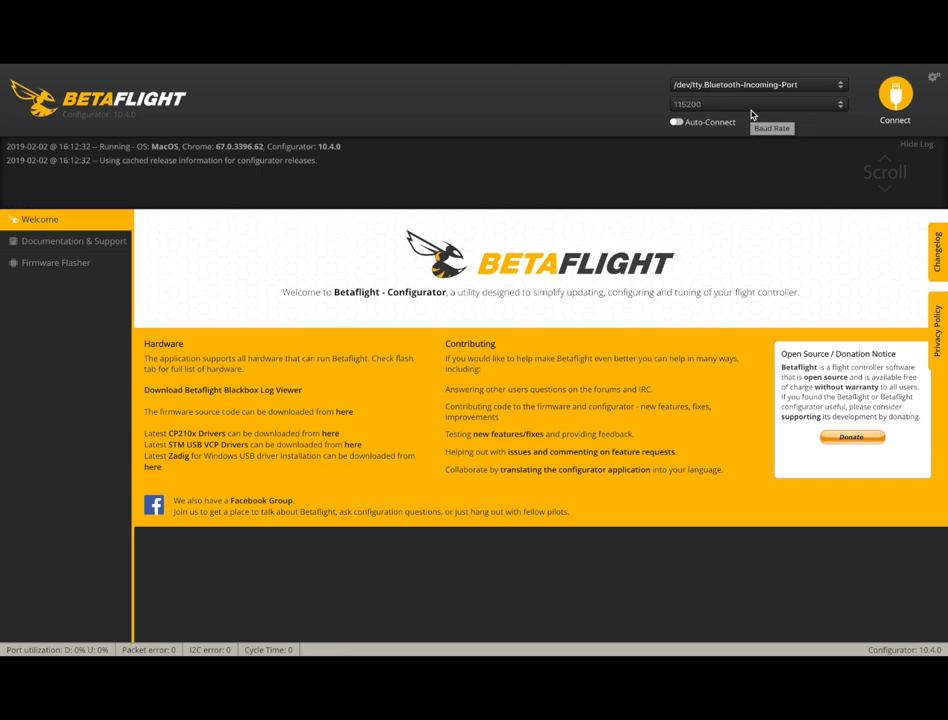 BETAFLIGHT
Configurator: 10.4.0
/dev/tty.Bluetooth-Incoming-Port
115200
Auto-Connect
Baud Rate
Connect
2019-02-02 @ 16:12:32 -- Running - OS: MacOS, Chrome: 67.0.3396.62, Configurator: 10.4.0
2019-02-02 @ 16:12:32 -- Using cached release information for configurator releases.
Hide Log
Scroll
Welcome
Documentation & Support
Firmware Flasher
BETAFLIGHT
Welcome to Betaflight - Configurator, a utility designed to simplify updating, configuring and tuning of your flight controller.
Changelog
Privacy Policy
Hardware
The application supports all hardware that can run Betaflight. Check flash
tab for full list of hardware.
Download Betaflight Blackbox Log Viewer
The firmware source code can be downloaded from here
Latest CP210x Drivers can be downloaded from here
Latest STM USB VCP Drivers can be downloaded from here
Latest Zadig for Windows USB driver installation can be downloaded from
here
Contributing
If you would like to help make Betaflight even better you can help in many ways,
including:
Answering other users questions on the forums and IRC.
Contributing code to the firmware and configurator - new features, fixes,
improvements
Testing new features/fixes and providing feedback.
Helping out with issues and commenting on feature requests.
Collaborate by translating the configurator application into your language.
Open Source / Donation Notice
Betaflight is a flight controller software
that is open source and is available free
of charge without warranty to all users.
If you found the Betaflight or Betaflight
configurator useful, please consider
supporting its development by donating.
Donate
We also have a Facebook Group.
Join us to get a place to talk about Betaflight, ask configuration questions, or just hang out with fellow pilots.
Port utilization: D: 0% U: 0%
Packet error: 0
I2C error: 0
Cycle Time: 0
Configurator: 10.4.0